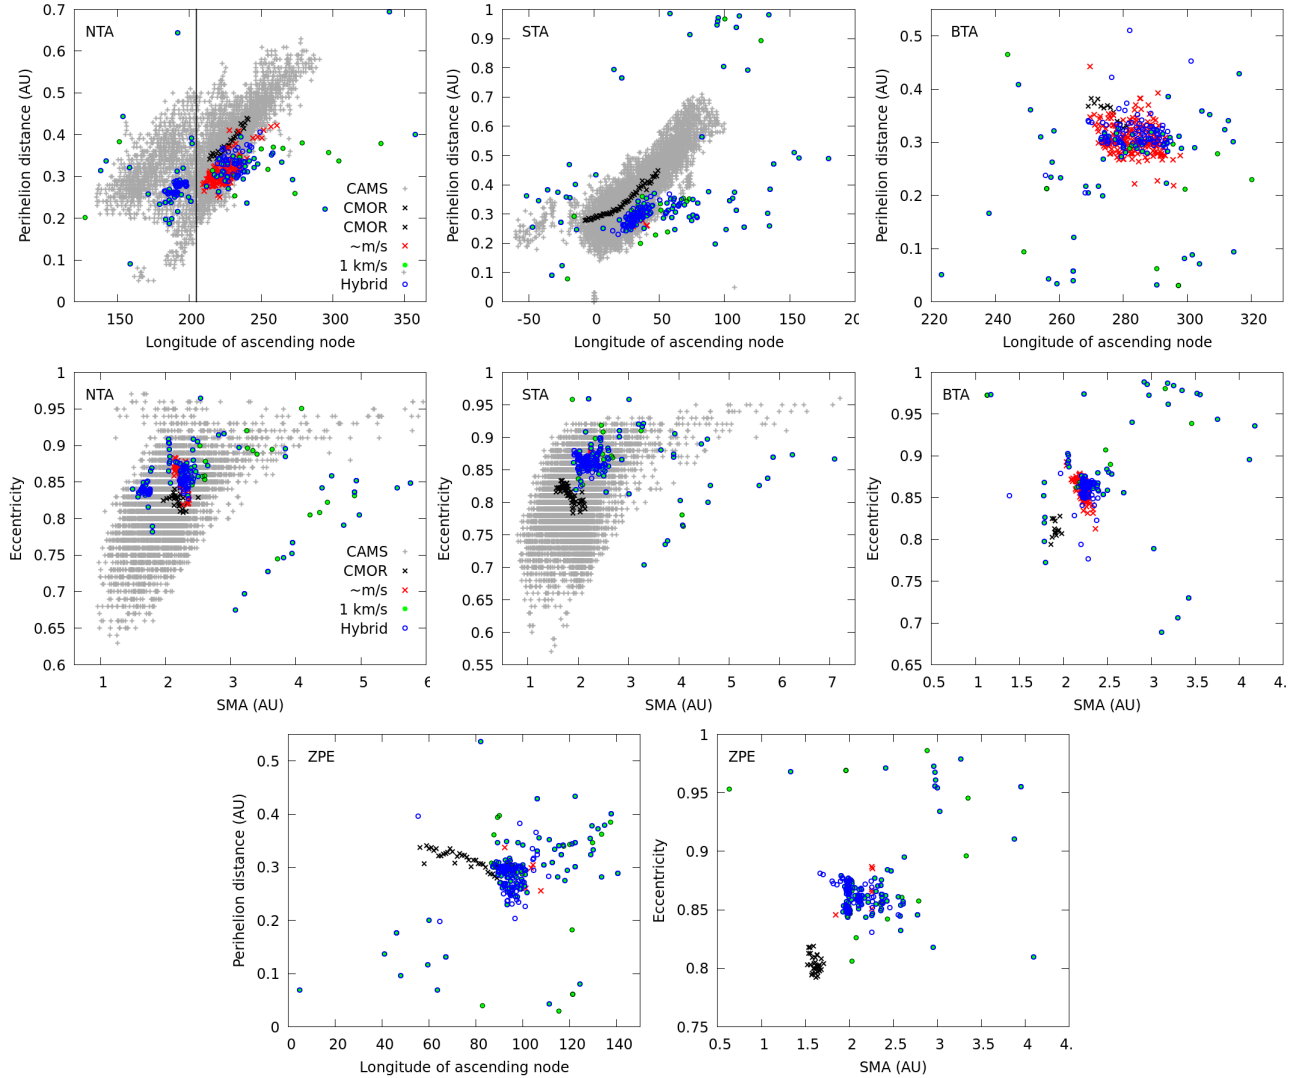 NTA
Perihelion distance (AU)
0.7
0.6
0.5
0.4
0.3
0.2
0.1
0
CAMS
CMOR
CMOR
~m/s
1 km/s
Hybrid
150 200 250 300 350
Longitude of ascending node
STA
Perihelion distance (AU)
1
0.9
0.8
0.7
0.6
0.5
0.4
0.3
0.2
0.1
0
-50 0 50 100 150 20
Longitude of ascending node
BTA
Perihelion distance (AU)
0.5
0.4
0.3
0.2
0.1
0
220 240 260 280 300 320
Longitude of ascending node
NTA
Eccentricity
1
0.95
0.9
0.85
0.8
0.75
0.7
0.65
0.6
CAMS
CMOR
~m/s
1 km/s
Hybrid
1 2 3 4 5 6
SMA (AU)
STA
Eccentricity
1
0.95
0.9
0.85
0.8
0.75
0.7
0.65
0.6
0.55
1 2 3 4 5 6 7
SMA (AU)
BTA
Eccentricity
1
0.95
0.9
0.85
0.8
0.75
0.7
0.65
0.5 1 1.5 2 2.5 3 3.5 4 4.
SMA (AU)
ZPE
Perihelion distance (AU)
0.5
0.4
0.3
0.2
0.1
0
0 20 40 60 80 100 120 140
Longitude of ascending node
ZPE
Eccentricity
1
0.95
0.9
0.85
0.8
0.75
0.5 1 1.5 2 2.5 3 3.5 4 4.
SMA (AU)